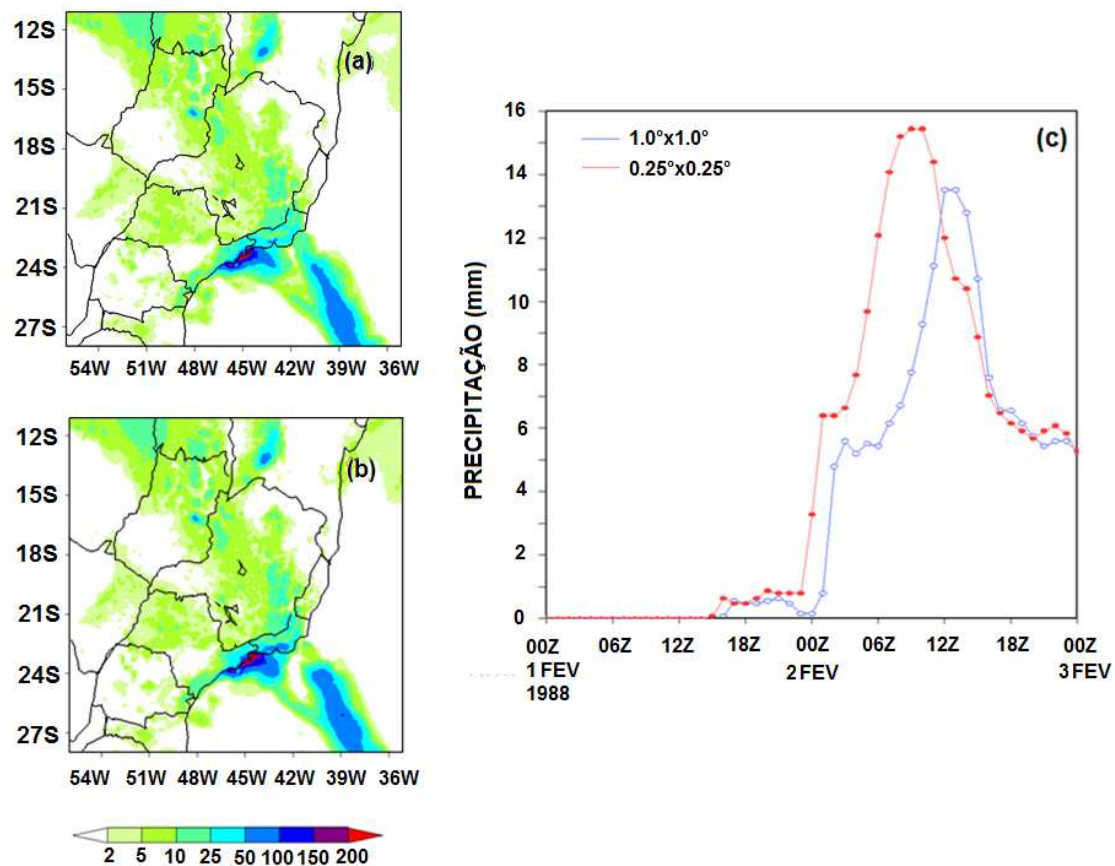 12S
15S
18S
21S
24S
27S
(a)
54W 51W 48W 45W 42W 39W 36W
12S
15S
18S
21S
24S
27S
(b)
54W 51W 48W 45W 42W 39W 36W
2 5 10 25 50 100 150 200
PRECIPITAÇÃO (mm)
16
14
12
10
8
6
4
2
0
1.0°x1.0°
0.25°x0.25°
(c)
00Z 06Z 12Z 18Z 00Z 06Z 12Z 18Z 00Z
1 FEV 2 FEV 3 FEV
1988